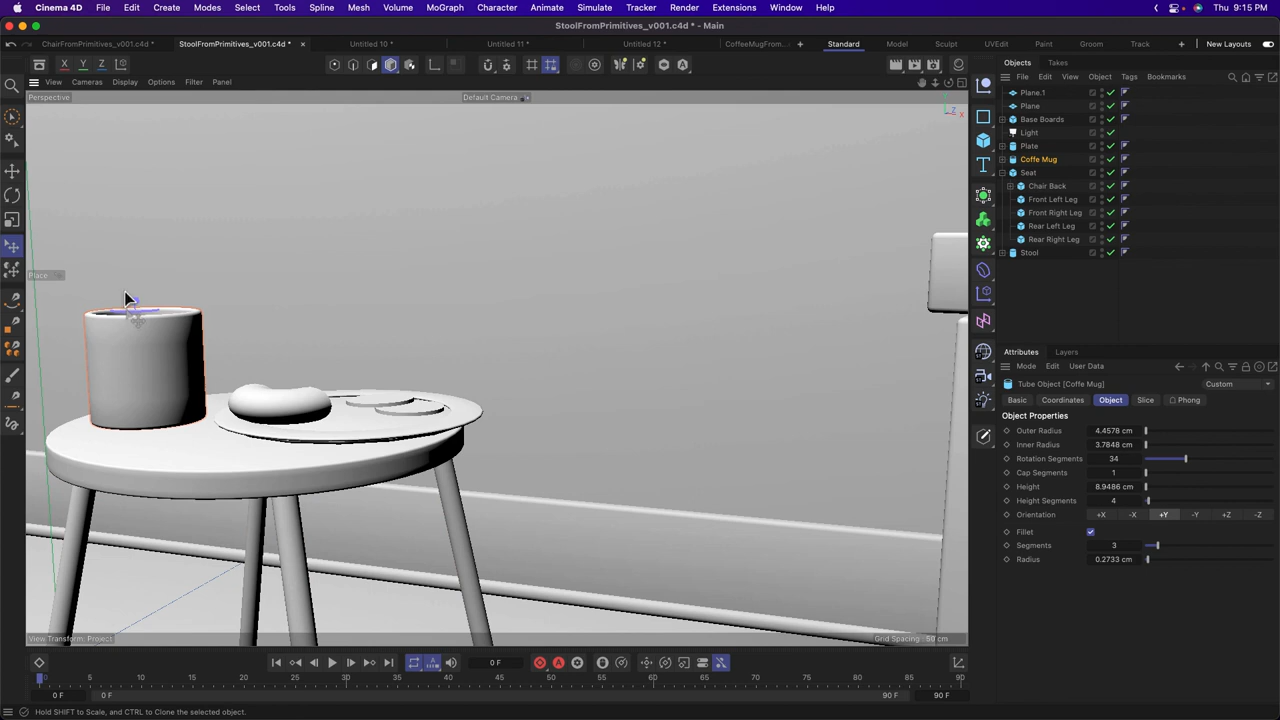 Cinema 4D File Edit Create Modes Select Tools Spline Mesh Volume MoGraph Character Animate Simulate Tracker Render Extensions Window Help Thu 9:15 PM
StoolFromPrimitives_v001.c4d * - Main
ChairFromPrimitives_v001.c4d * StoolFromPrimitives_v001.c4d * Untitled 10 * Untitled 11 * Untitled 12 * CoffeeMugFrom... Standard Model Sculpt UVEdit Paint Groom Track New Layouts
Objects Takes
View Cameras Display Options Filter Panel
File Edit View Object Tags Bookmarks
Perspective
Default Camera
Y
Z
X
Plane.1
Plane
Base Boards
Light
Plate
Coffe Mug
Seat
Chair Back
Front Left Leg
Front Right Leg
Rear Left Leg
Rear Right Leg
Stool
Place
Attributes Layers
Mode Edit User Data
Tube Object [Coffe Mug] Custom
Basic Coordinates Object Slice Phong
Object Properties
Outer Radius 4.4578 cm
Inner Radius 3.7848 cm
Rotation Segments 34
Cap Segments 1
Height 8.9486 cm
Height Segments 4
Orientation +X -X +Y -Y +Z -Z
Fillet
Segments 3
Radius 0.2733 cm
View Transform: Project
Grid Spacing : 50 cm
0 F
0 5 10 15 20 25 30 35 40 45 50 55 60 65 70 75 80 85 90
0 F 0 F 90 F 90 F
Hold SHIFT to Scale, and CTRL to Clone the selected object.